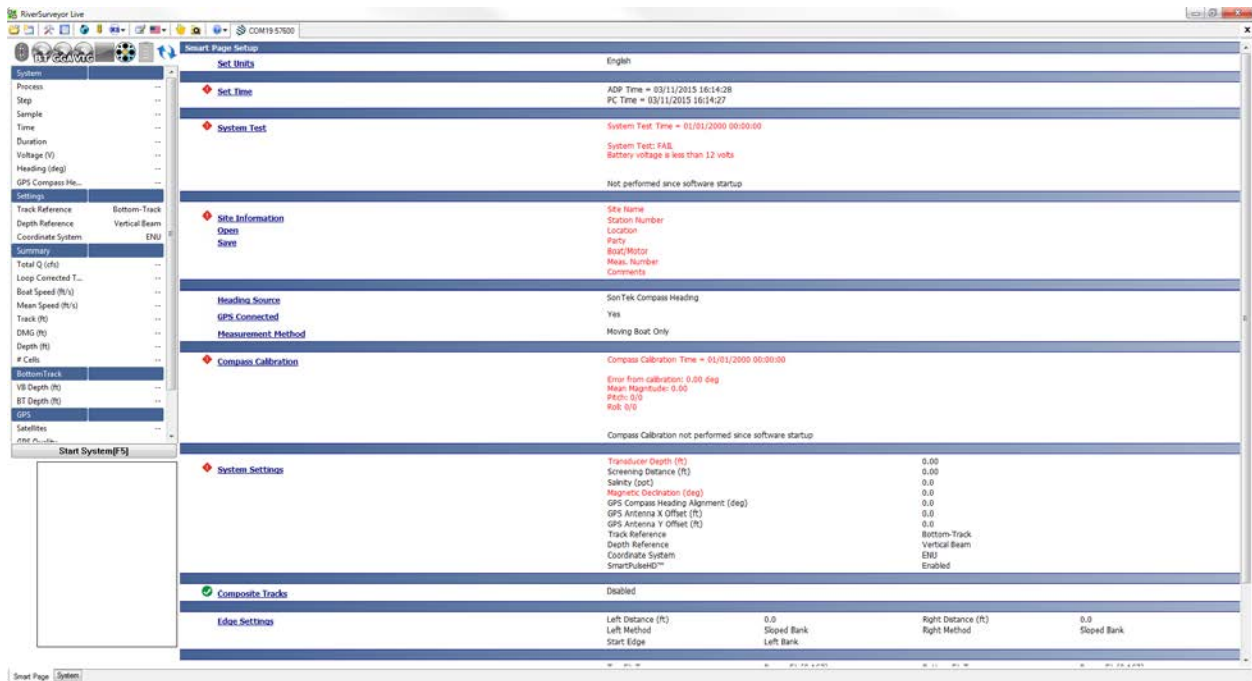 RiverSurveyor Live
COM19 57600
BT GGA VTG
Smart Page Setup
Set Units English
System
Process --
Step --
Sample --
Time --
Duration --
Voltage (V) --
Heading (deg) --
GPS Compass He... --
Settings
Track Reference Bottom-Track
Depth Reference Vertical Beam
Coordinate System ENU
Summary
Total Q (cfs) --
Loop Corrected T... --
Boat Speed (ft/s) --
Mean Speed (ft/s) --
Track (ft) --
DMG (ft) --
Depth (ft) --
# Cells --
BottomTrack
VB Depth (ft) --
BT Depth (ft) --
GPS
Satellites --
GPS Quality
Start System[F5]
Set Time ADP Time = 03/11/2015 16:14:28
PC Time = 03/11/2015 16:14:27
System Test System Test Time = 01/01/2000 00:00:00
System Test: FAIL
Battery voltage is less than 12 volts
Not performed since software startup
Site Information Site Name
Open Station Number
Save Location
Party
Boat/Motor
Meas. Number
Comments
Heading Source SonTek Compass Heading
GPS Connected Yes
Measurement Method Moving Boat Only
Compass Calibration Compass Calibration Time = 01/01/2000 00:00:00
Error from calibration: 0.00 deg
Mean Magnitude: 0.00
Pitch: 0/0
Roll: 0/0
Compass Calibration not performed since software startup
System Settings Transducer Depth (ft) 0.00
Screening Distance (ft) 0.00
Salinity (ppt) 0.0
Magnetic Declination (deg) 0.0
GPS Compass Heading Alignment (deg) 0.0
GPS Antenna X Offset (ft) 0.0
GPS Antenna Y Offset (ft) 0.0
Track Reference Bottom-Track
Depth Reference Vertical Beam
Coordinate System ENU
SmartPulseHD™ Enabled
Composite Tracks Disabled
Edge Settings Left Distance (ft) 0.0 Right Distance (ft) 0.0
Left Method Sloped Bank Right Method Sloped Bank
Start Edge Left Bank
Smart Page System